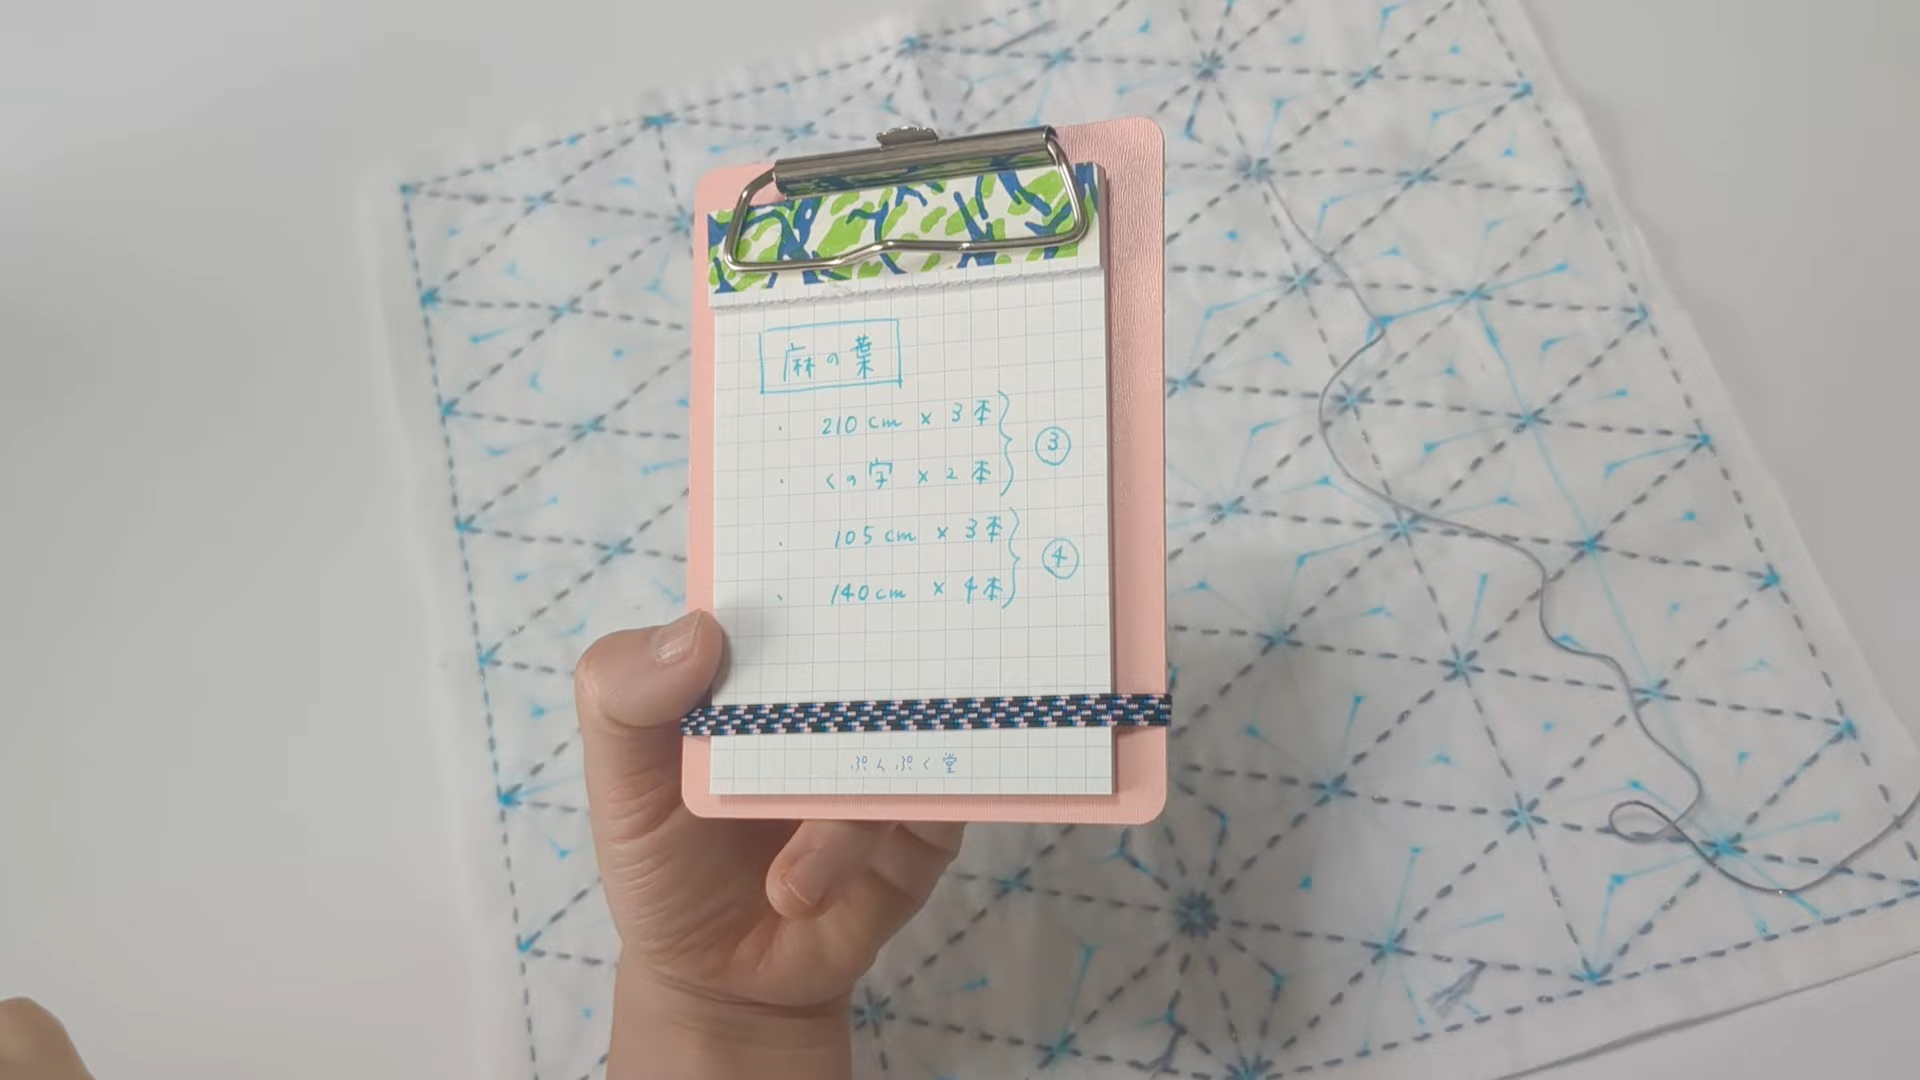 麻の葉
・ 210cm × 3本
③
・ くの字 × 2本
・ 105cm × 3本
④
・ 140cm × 4本
ぷんぷく堂